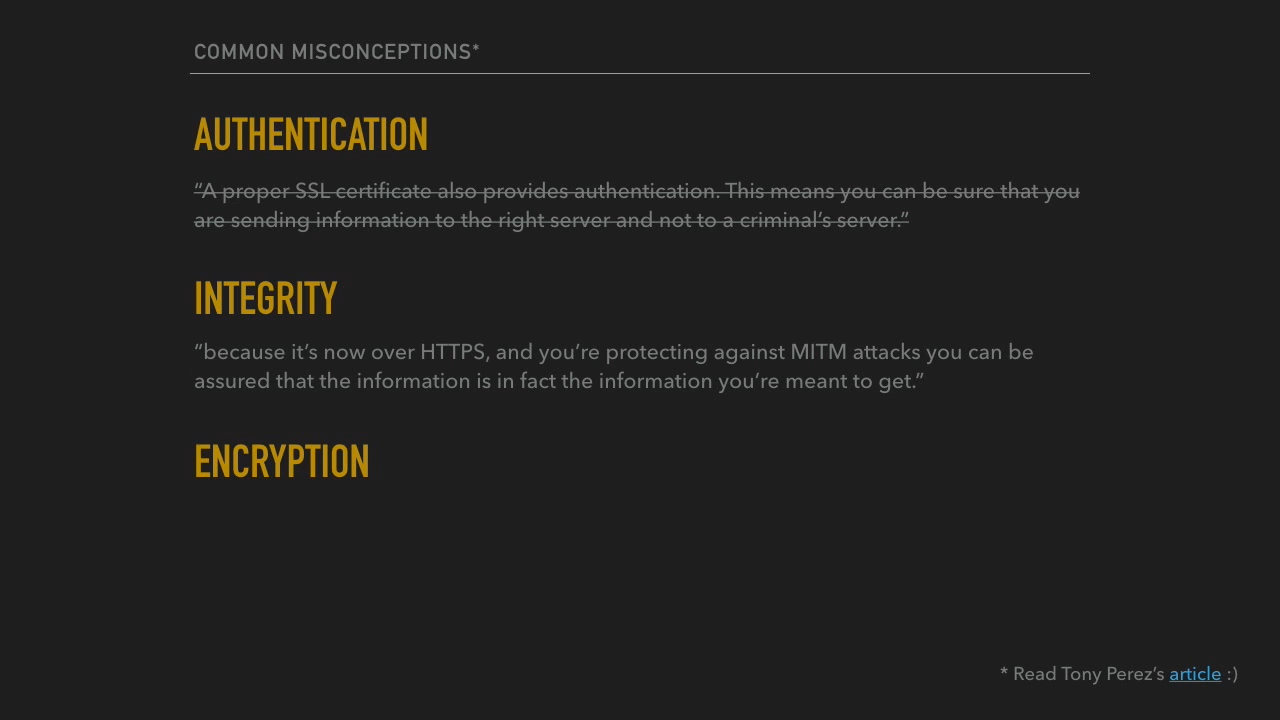 COMMON MISCONCEPTIONS*
AUTHENTICATION
“A proper SSL certificate also provides authentication. This means you can be sure that you
are sending information to the right server and not to a criminal’s server.”
INTEGRITY
“because it’s now over HTTPS, and you’re protecting against MITM attacks you can be
assured that the information is in fact the information you’re meant to get.”
ENCRYPTION
* Read Tony Perez’s article :)